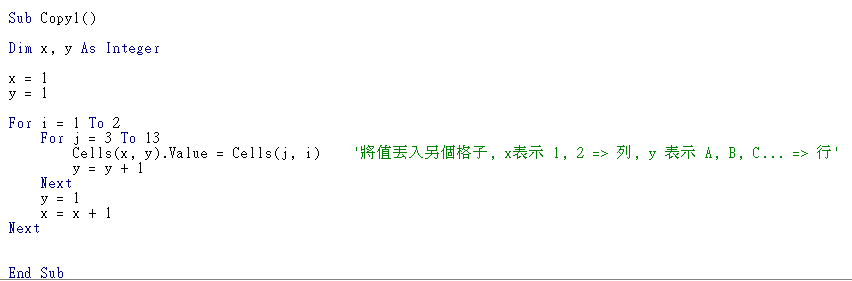 Sub Copy1()
Dim x, y As Integer
x = 1
y = 1
For i = 1 To 2
For j = 3 To 13
Cells(x, y).Value = Cells(j, i) '將值丟入另個格子, x表示 1, 2 => 列, y 表示 A, B, C... => 行'
y = y + 1
Next
y = 1
x = x + 1
Next
End Sub